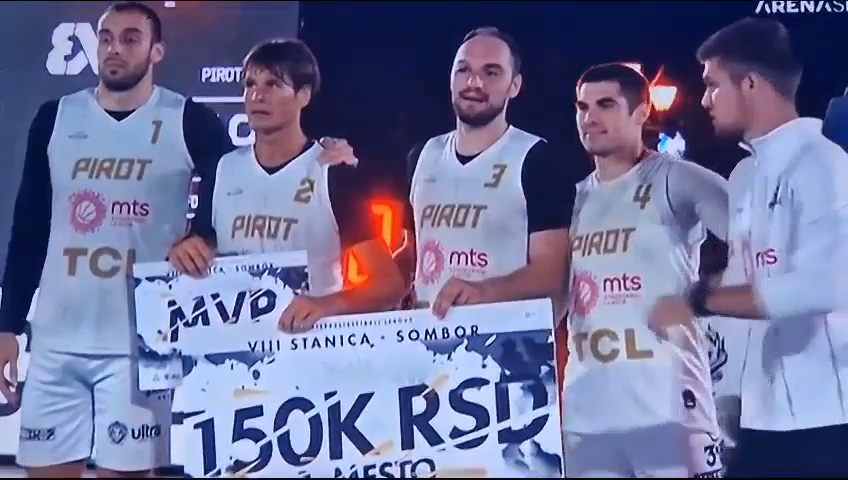 ARENAS
3X
PIROT
1
PIROT
mts
TCL
2
PIROT
3
PIROT
mts
4
PIROT
mts
TCL
MVP
VIII STANICA - SOMBOR
150K RSD
MESTO
Ultra